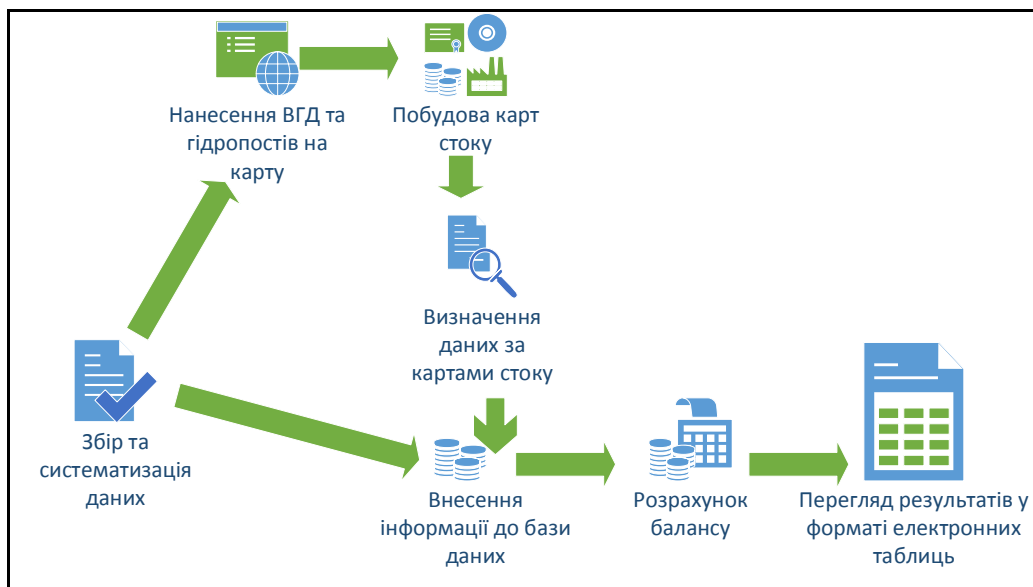 Нанесення ВГД та
гідропостів на
карту
Побудова карт
стоку
Визначення
даних за
картами стоку
Збір та
систематизація
даних
Внесення
інформації до бази
даних
Розрахунок
балансу
Перегляд результатів у
форматі електронних
таблиць